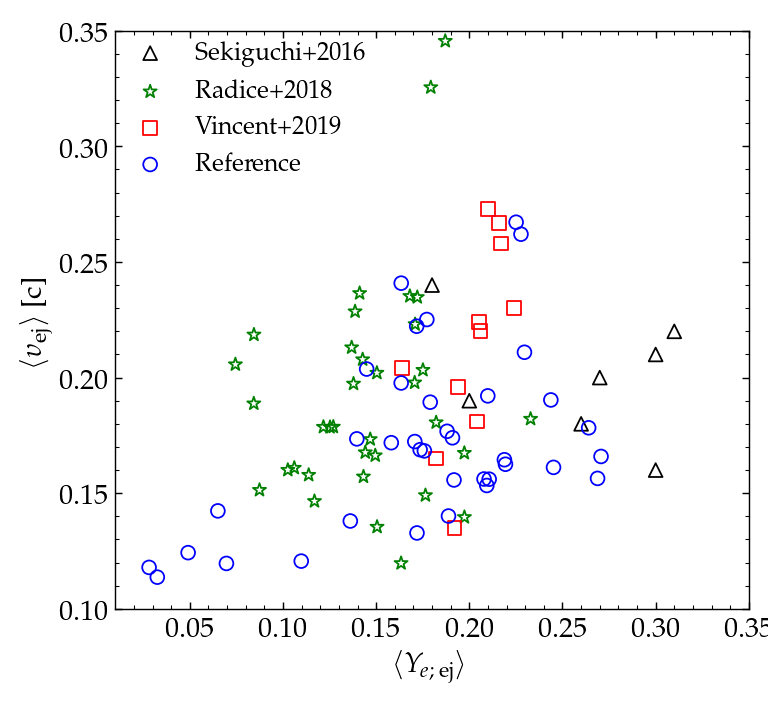 Sekiguchi+2016
Radice+2018
Vincent+2019
Reference
0.35
0.30
0.25
0.20
0.15
0.10
⟨v_ej⟩ [c]
0.05 0.10 0.15 0.20 0.25 0.30 0.35
⟨Y_e; ej⟩